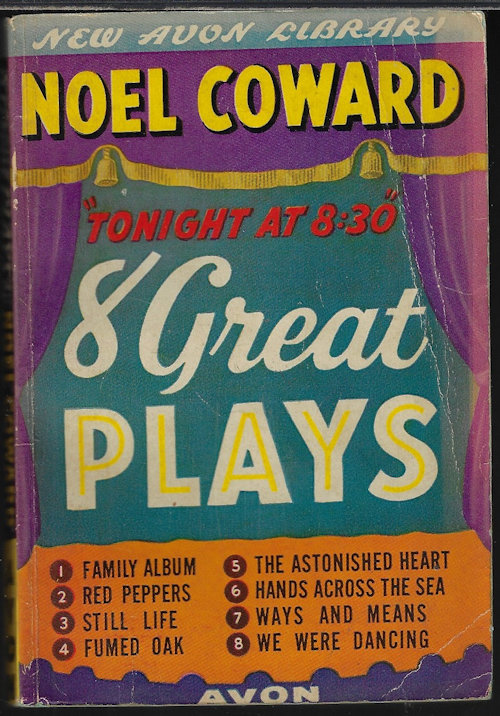 NEW AVON LIBRARY
NOEL COWARD
"TONIGHT AT 8:30"
8 Great
PLAYS
1 FAMILY ALBUM
2 RED PEPPERS
3 STILL LIFE
4 FUMED OAK
5 THE ASTONISHED HEART
6 HANDS ACROSS THE SEA
7 WAYS AND MEANS
8 WE WERE DANCING
AVON